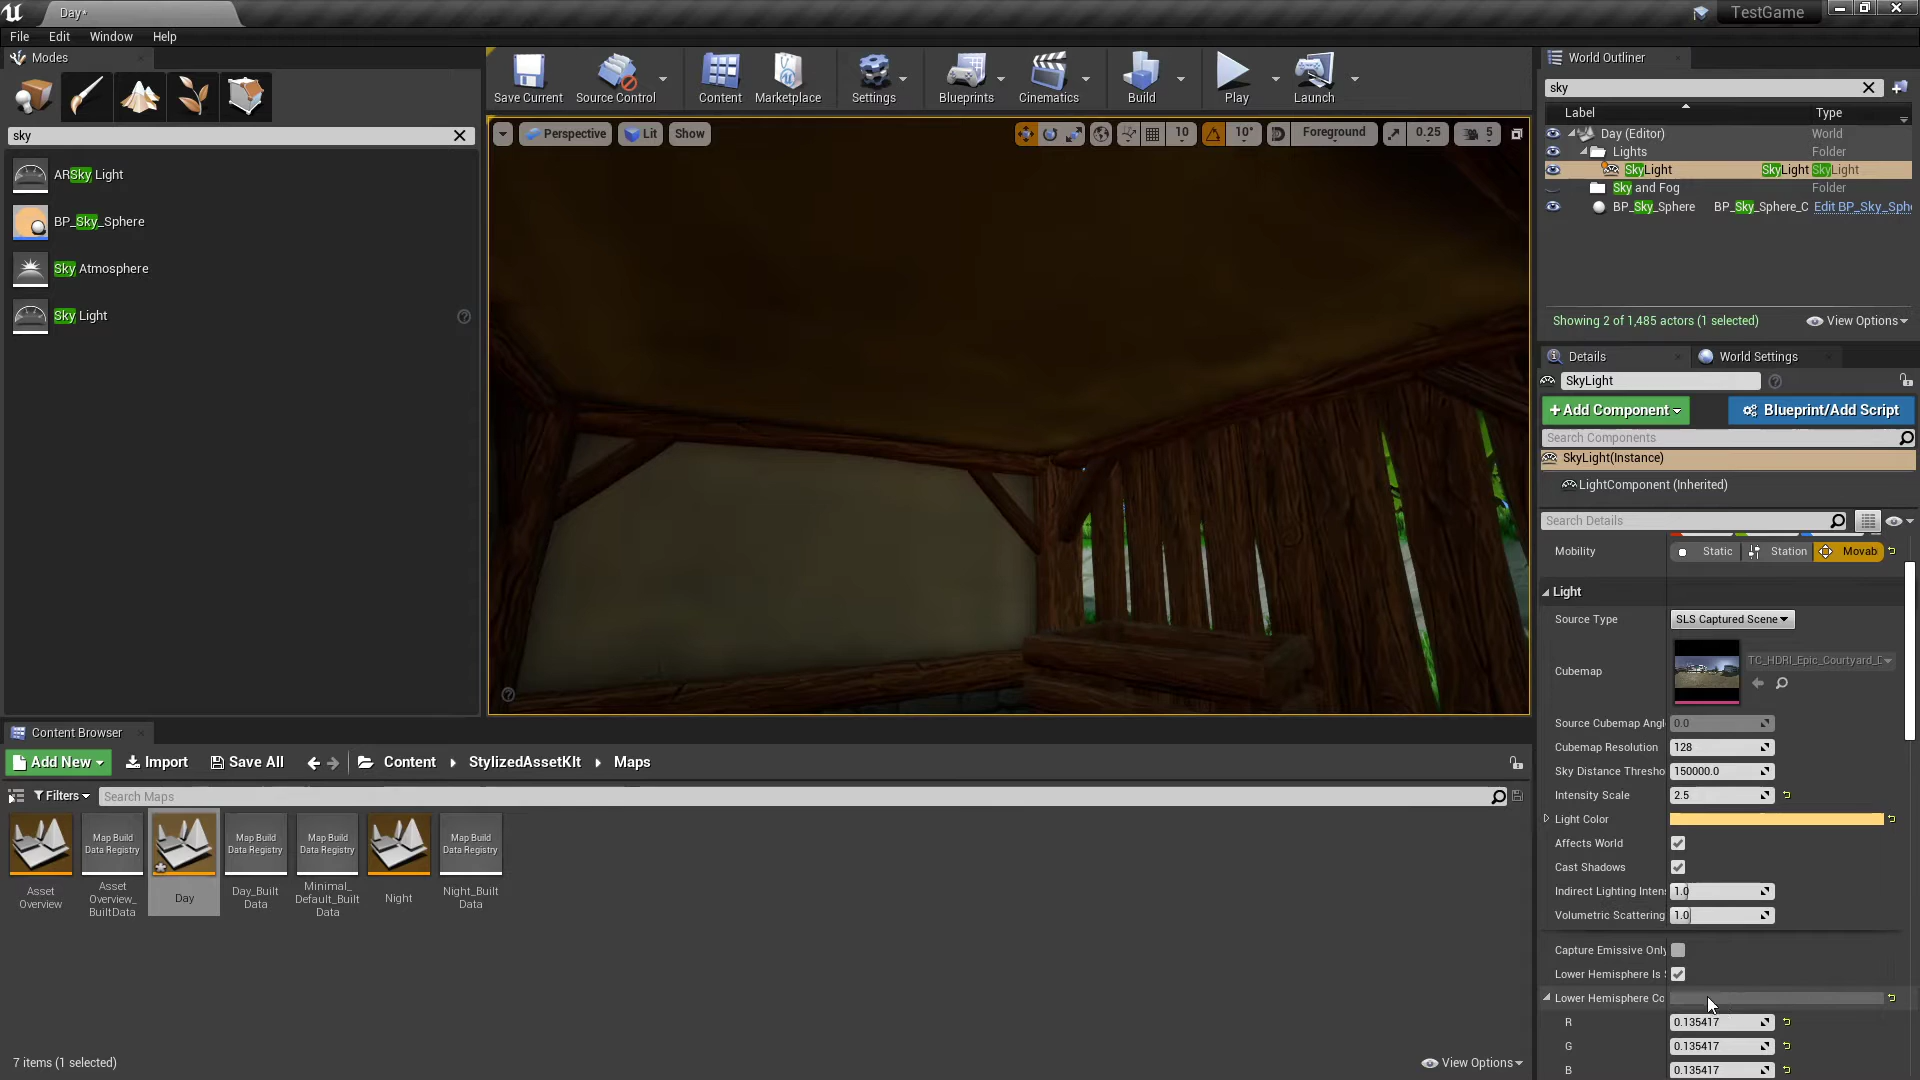 Day*
TestGame
File Edit Window Help
Modes
sky
ARSky Light
BP_Sky_Sphere
Sky Atmosphere
Sky Light
Save Current Source Control Content Marketplace Settings Blueprints Cinematics Build Play Launch
Perspective Lit Show 10 10° Foreground 0.25 5
World Outliner
sky
Label Type
Day (Editor) World
Lights Folder
SkyLight SkyLight SkyLight
Sky and Fog Folder
BP_Sky_Sphere BP_Sky_Sphere_C Edit BP_Sky_Sph
Showing 2 of 1,485 actors (1 selected) View Options
Details World Settings
SkyLight
+Add Component Blueprint/Add Script
Search Components
SkyLight(Instance)
LightComponent (Inherited)
Search Details
Mobility Static Station Movab
Light
Source Type SLS Captured Scene
Cubemap TC_HDRI_Epic_Courtyard_D
Source Cubemap Angl 0.0
Cubemap Resolution 128
Sky Distance Thresho 150000.0
Intensity Scale 2.5
Light Color
Affects World
Cast Shadows
Indirect Lighting Inten 1.0
Volumetric Scattering 1.0
Capture Emissive Only
Lower Hemisphere Is
Lower Hemisphere Co
R 0.135417
G 0.135417
B 0.135417
Content Browser
Add New Import Save All Content StylizedAssetKIt Maps
Filters Search Maps
Asset Overview
Map Build Data Registry
Asset Overview_ BuiltData
Day
Map Build Data Registry
Day_Built Data
Map Build Data Registry
Minimal_ Default_Built Data
Night
Map Build Data Registry
Night_Built Data
7 items (1 selected) View Options